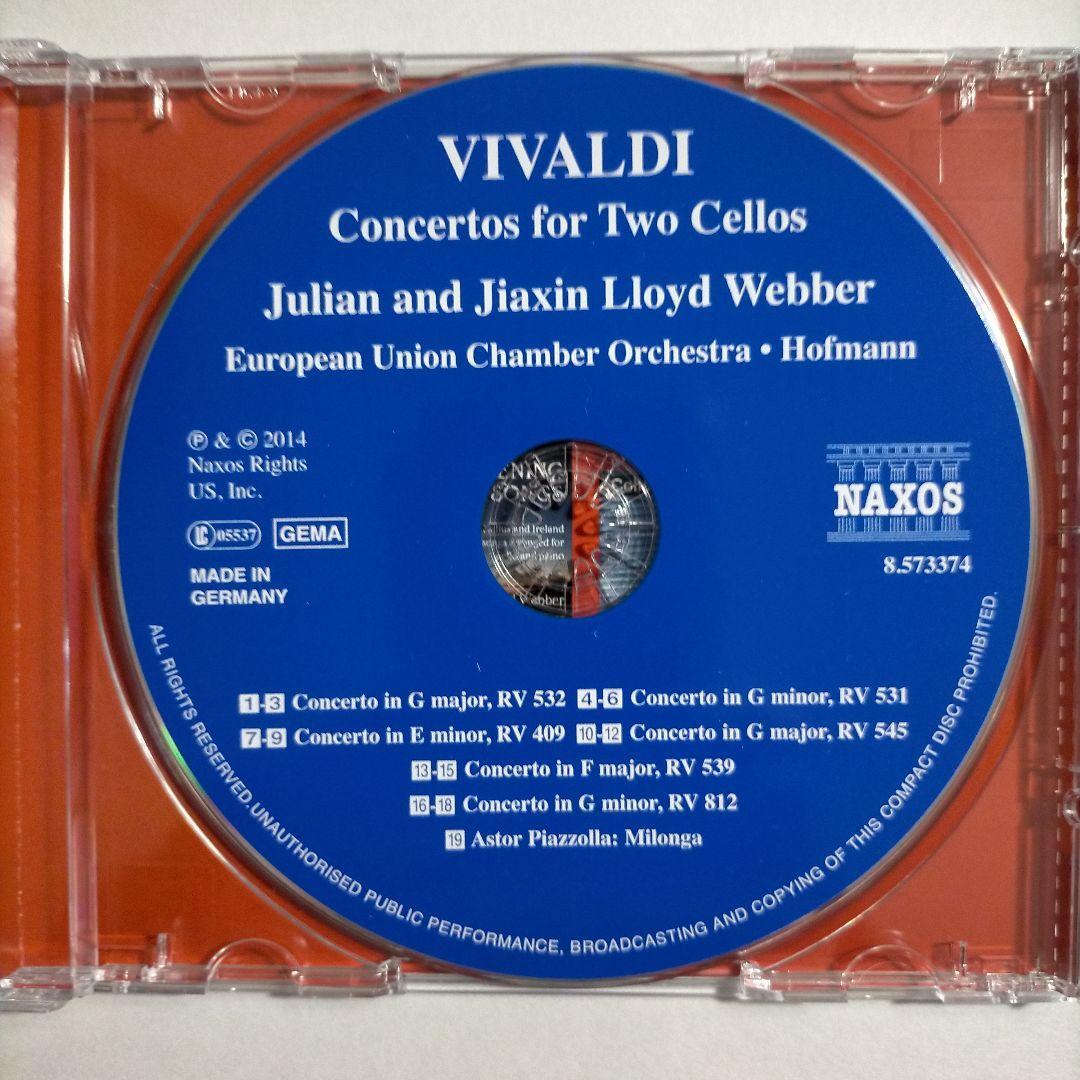 VIVALDI
Concertos for Two Cellos
Julian and Jiaxin Lloyd Webber
European Union Chamber Orchestra • Hofmann
Ⓟ & © 2014
Naxos Rights
US, Inc.
LC 05537 GEMA
MADE IN
GERMANY
NAXOS
8.573374
and Ireland
1-3 Concerto in G major, RV 532 4-6 Concerto in G minor, RV 531
7-9 Concerto in E minor, RV 409 10-12 Concerto in G major, RV 545
13-15 Concerto in F major, RV 539
16-18 Concerto in G minor, RV 812
19 Astor Piazzolla: Milonga
ALL RIGHTS RESERVED. UNAUTHORISED PUBLIC PERFORMANCE, BROADCASTING AND COPYING OF THIS COMPACT DISC PROHIBITED.